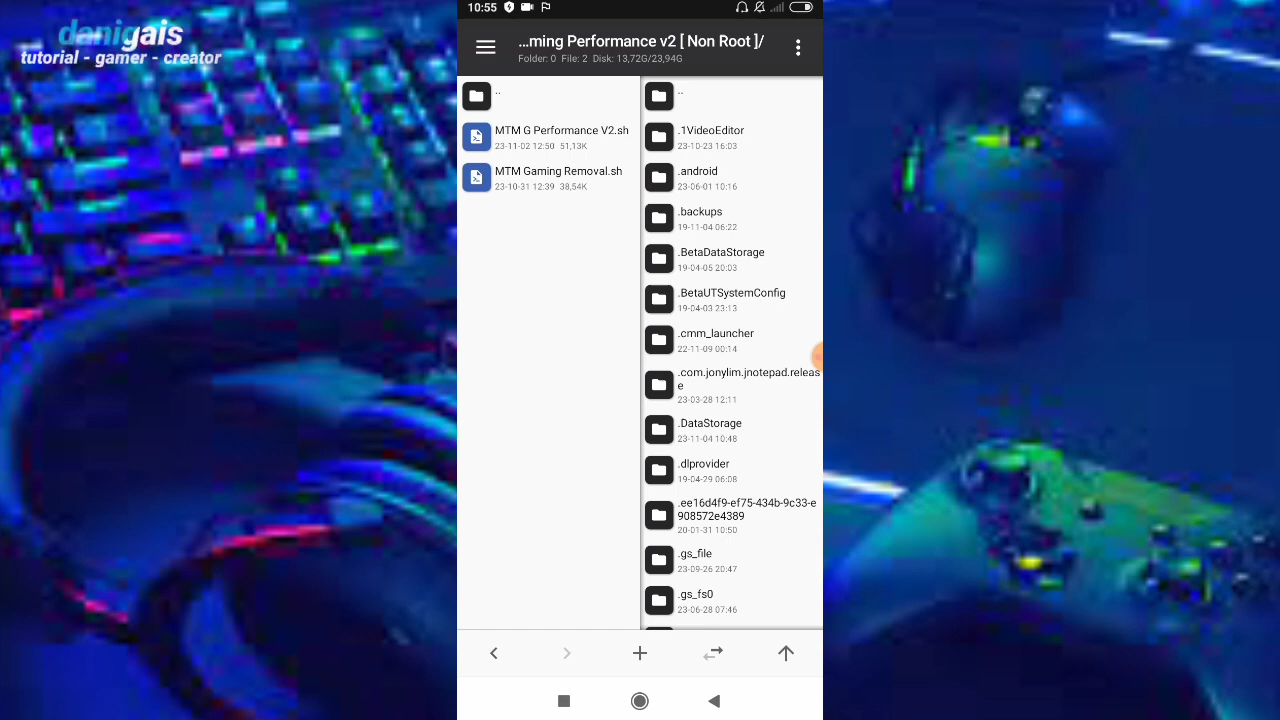 danigais
tutorial - gamer - creator
10:55
...ming Performance v2 [ Non Root ]/
Folder: 0 File: 2 Disk: 13,72G/23,94G
..
MTM G Performance V2.sh
23-11-02 12:50 51,13K
MTM Gaming Removal.sh
23-10-31 12:39 38,54K
..
.1VideoEditor
23-10-23 16:03
.android
23-06-01 10:16
.backups
19-11-04 06:22
.BetaDataStorage
19-04-05 20:03
.BetaUTSystemConfig
19-04-03 23:13
.cmm_launcher
22-11-09 00:14
.com.jonylim.jnotepad.releas
e
23-03-28 12:11
.DataStorage
23-11-04 10:48
.dlprovider
19-04-29 06:08
.ee16d4f9-ef75-434b-9c33-e
908572e4389
20-01-31 10:50
.gs_file
23-09-26 20:47
.gs_fs0
23-06-28 07:46